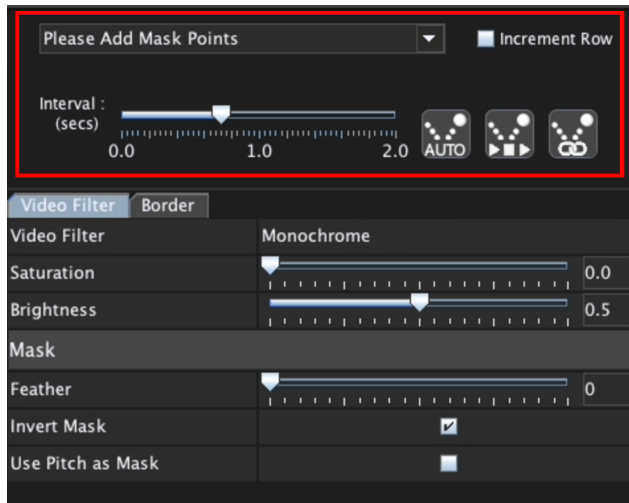 Please Add Mask Points
Increment Row
Interval :
(secs)
0.0 1.0 2.0
AUTO
Video Filter Border
Video Filter Monochrome
Saturation 0.0
Brightness 0.5
Mask
Feather 0
Invert Mask
Use Pitch as Mask